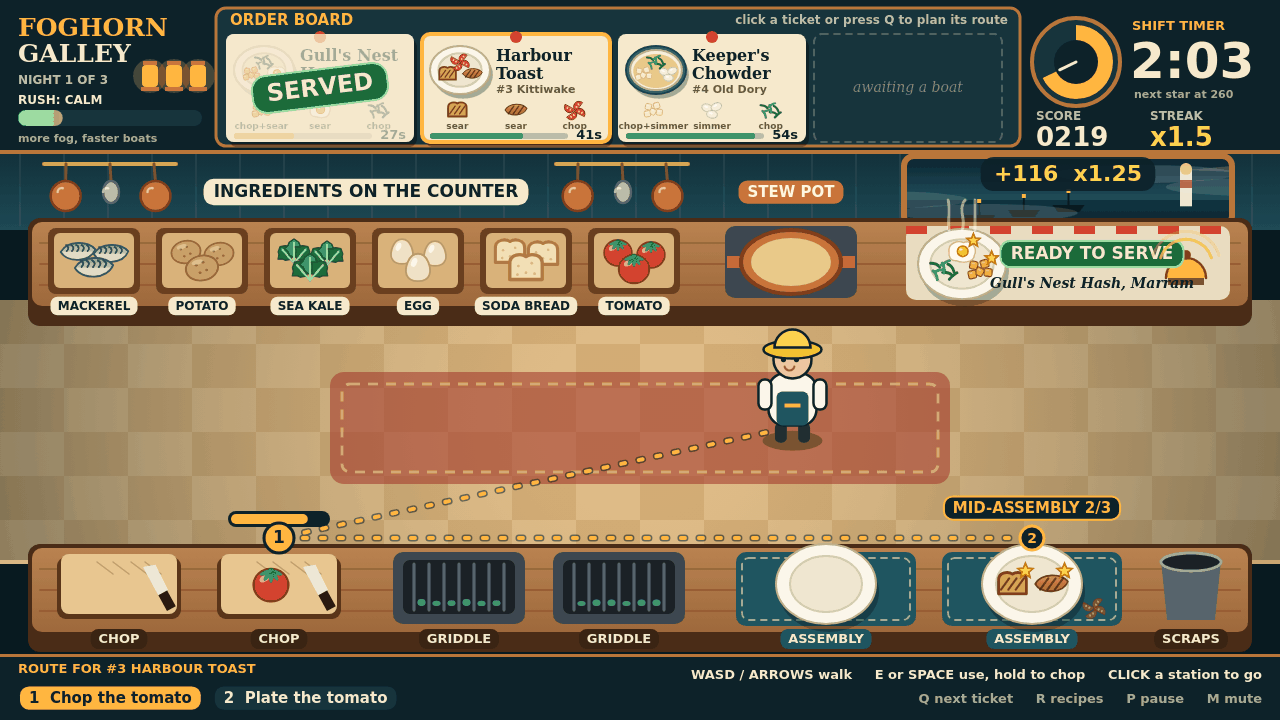 FOGHORN
GALLEY
NIGHT 1 OF 3
RUSH: CALM
more fog, faster boats
ORDER BOARD
click a ticket or press Q to plan its route
Gull's Nest
SERVED
chop+sear
sear
chop
27s
Harbour
Toast
#3 Kittiwake
sear
sear
chop
41s
Keeper's
Chowder
#4 Old Dory
chop+simmer
simmer
chop
54s
awaiting a boat
SHIFT TIMER
2:03
next star at 260
SCORE
0219
STREAK
x1.5
INGREDIENTS ON THE COUNTER
STEW POT
+116 x1.25
READY TO SERVE
Gull's Nest Hash, Marram
MACKEREL
POTATO
SEA KALE
EGG
SODA BREAD
TOMATO
MID-ASSEMBLY 2/3
1
2
CHOP
CHOP
GRIDDLE
GRIDDLE
ASSEMBLY
ASSEMBLY
SCRAPS
ROUTE FOR #3 HARBOUR TOAST
1 Chop the tomato
2 Plate the tomato
WASD / ARROWS walk
E or SPACE use, hold to chop
CLICK a station to go
Q next ticket
R recipes
P pause
M mute